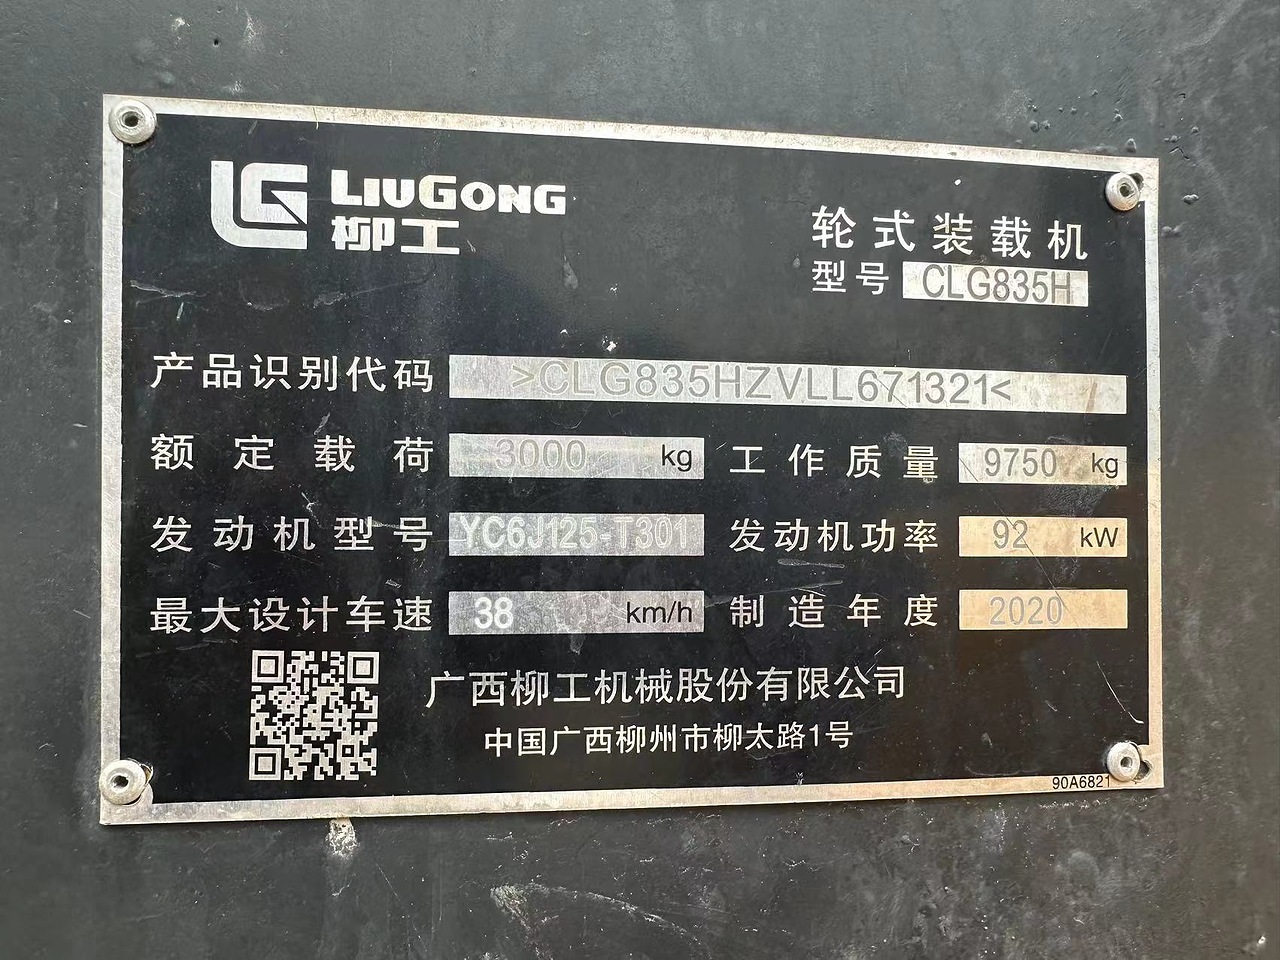 LIUGONG
柳工
轮式装载机
型号 CLG835H
产品识别代码 >CLG835HZVLL671321<
额定载荷 3000 kg 工作质量 9750 kg
发动机型号 YC6J125-T301 发动机功率 92 kW
最大设计车速 38 km/h 制造年度 2020
广西柳工机械股份有限公司
中国广西柳州市柳太路1号
90A6821